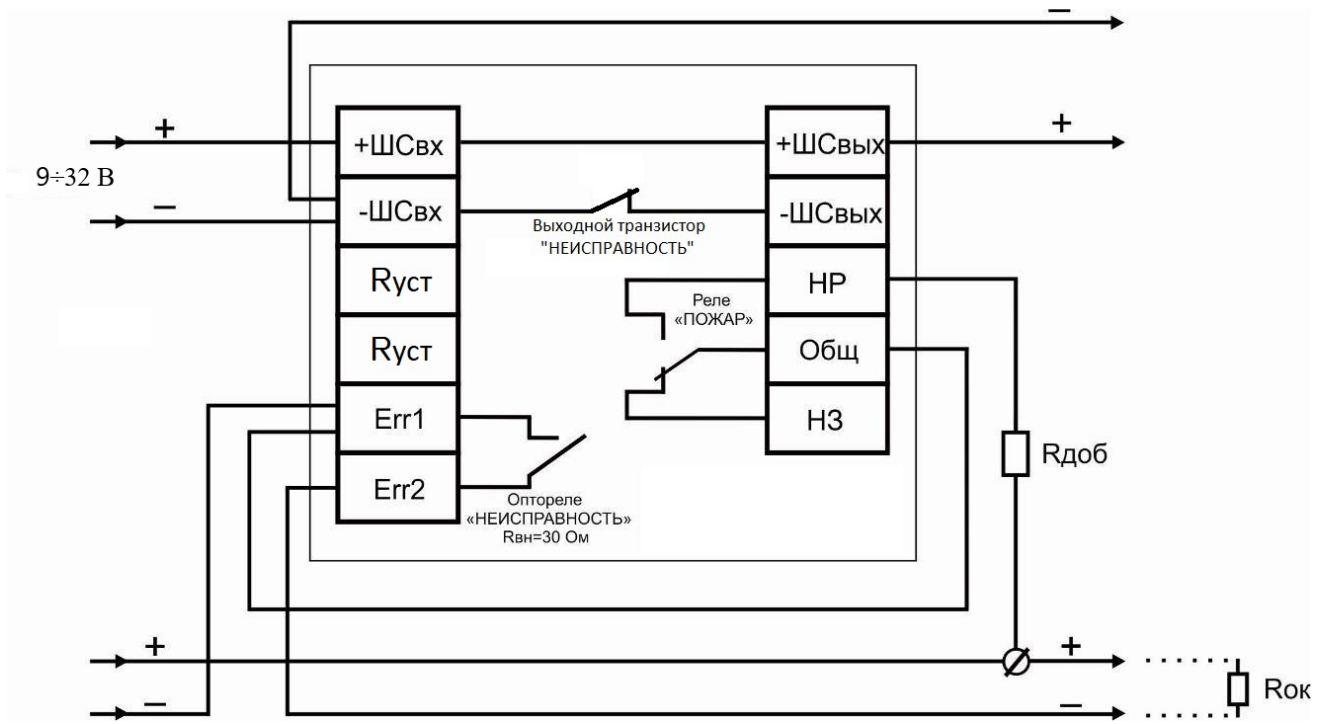 −
+
+
9÷32 В
−
+ШСвх
+ШСвых
-ШСвх
-ШСвых
Выходной транзистор
"НЕИСПРАВНОСТЬ"
Rуст
HP
Реле
«ПОЖАР»
Rуст
Общ
Err1
НЗ
Rдоб
Err2
Оптореле
«НЕИСПРАВНОСТЬ»
Rвн=30 Ом
+
+
−
−
Rок